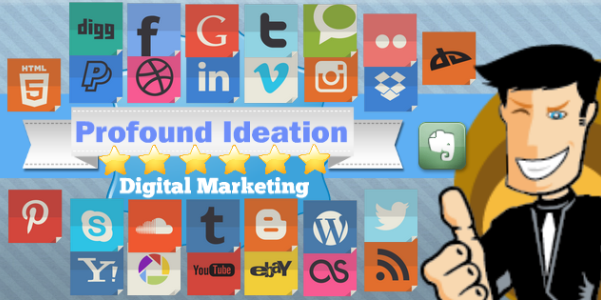 digg
HTML
5
in
Profound Ideation
Digital Marketing
Y!
YouTube
ebay